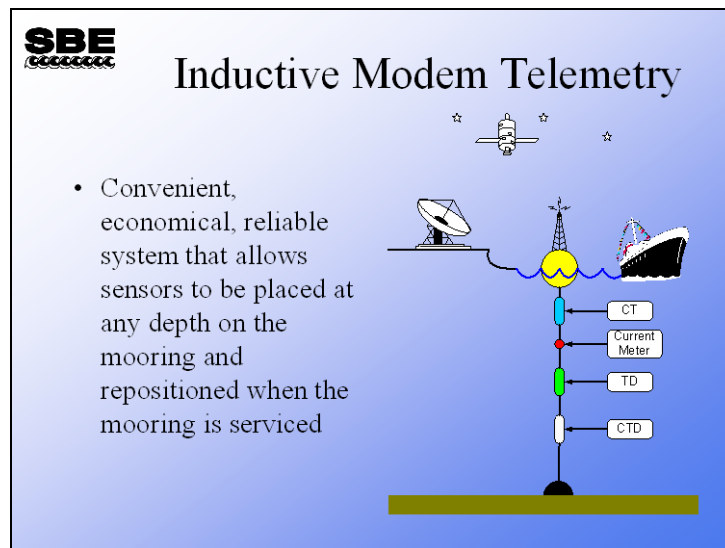 SBE
Inductive Modem Telemetry
• Convenient,
economical, reliable
system that allows
sensors to be placed at
any depth on the
mooring and
repositioned when the
mooring is serviced
CT
Current
Meter
TD
CTD